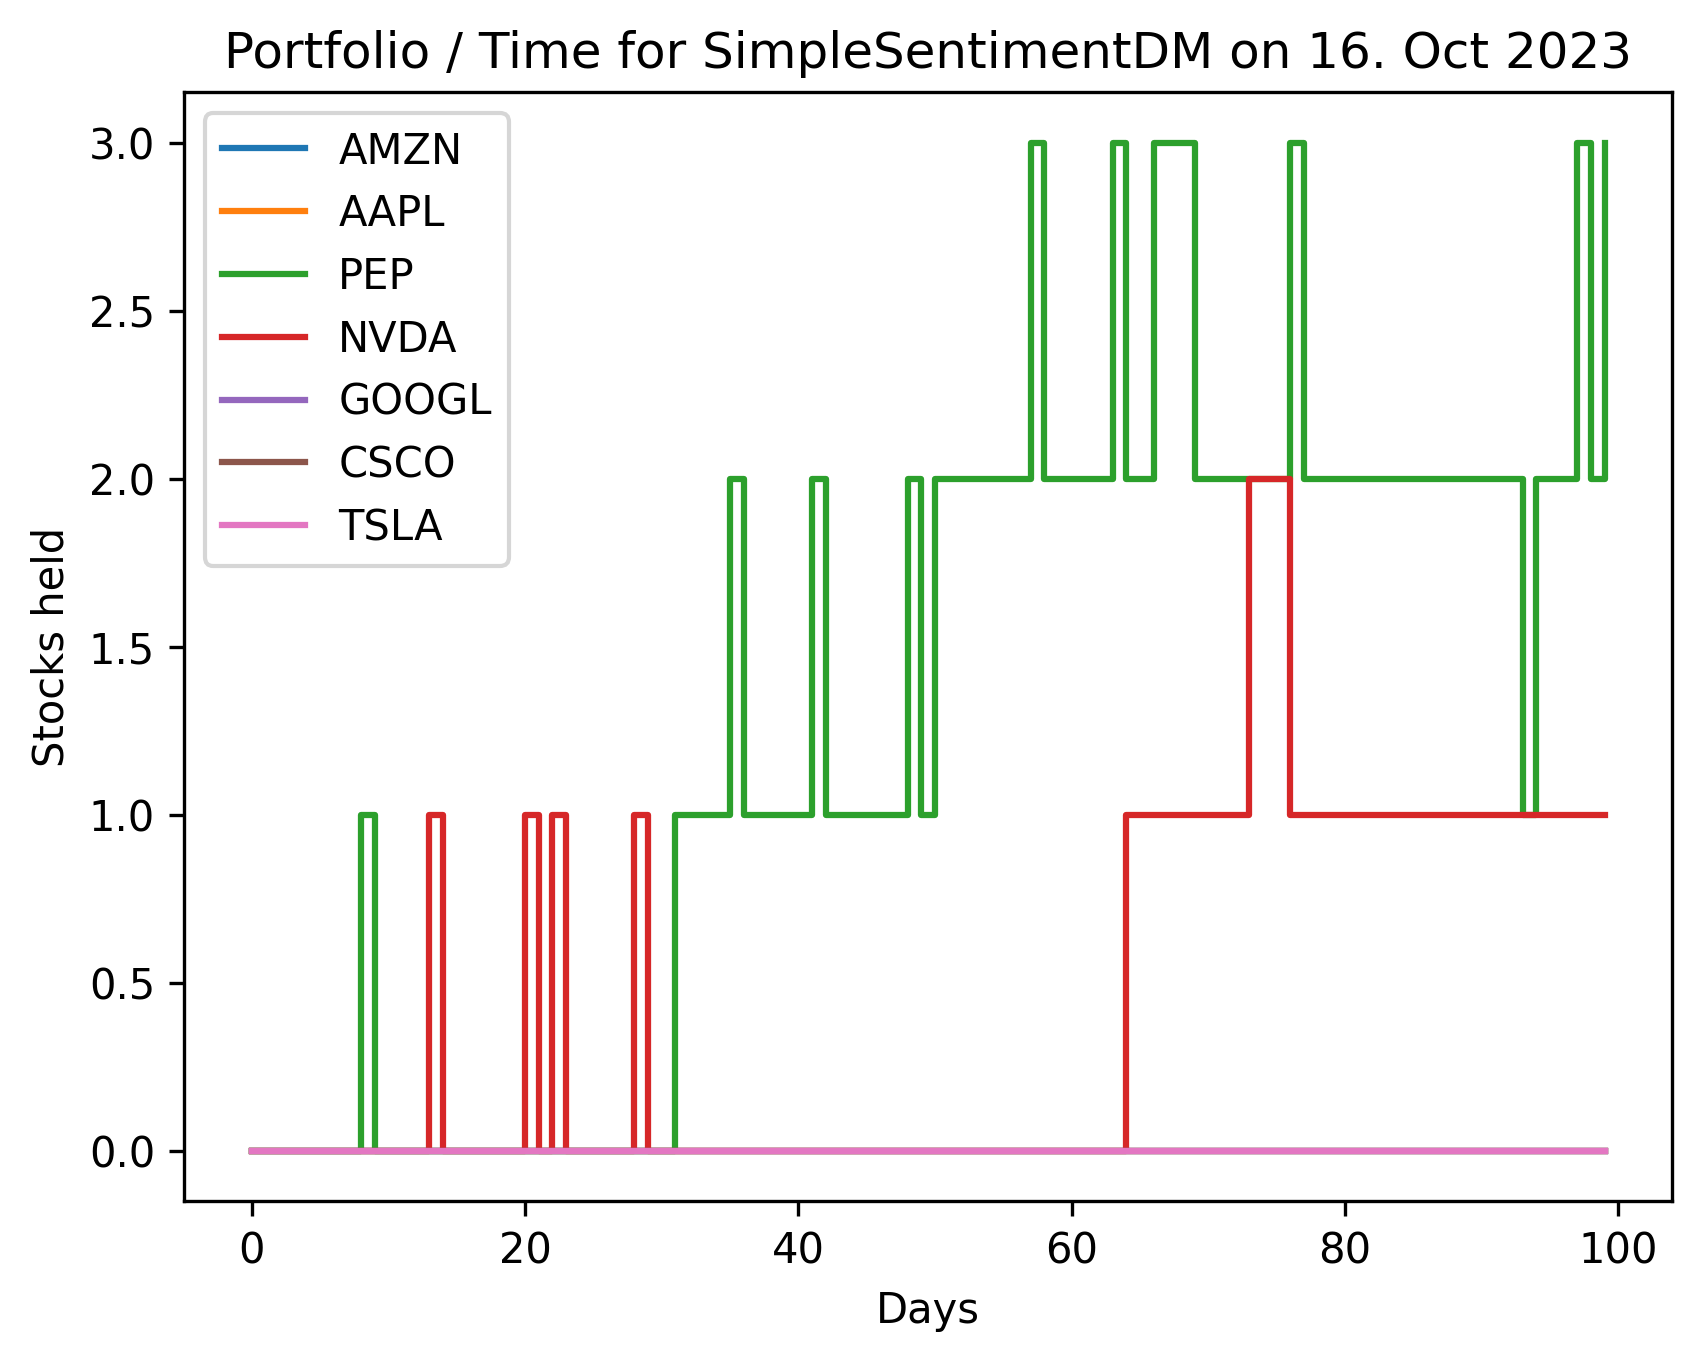 Portfolio / Time for SimpleSentimentDM on 16. Oct 2023
AMZN
AAPL
PEP
NVDA
GOOGL
CSCO
TSLA
3.0
2.5
2.0
1.5
1.0
0.5
0.0
Stocks held
0 20 40 60 80 100
Days